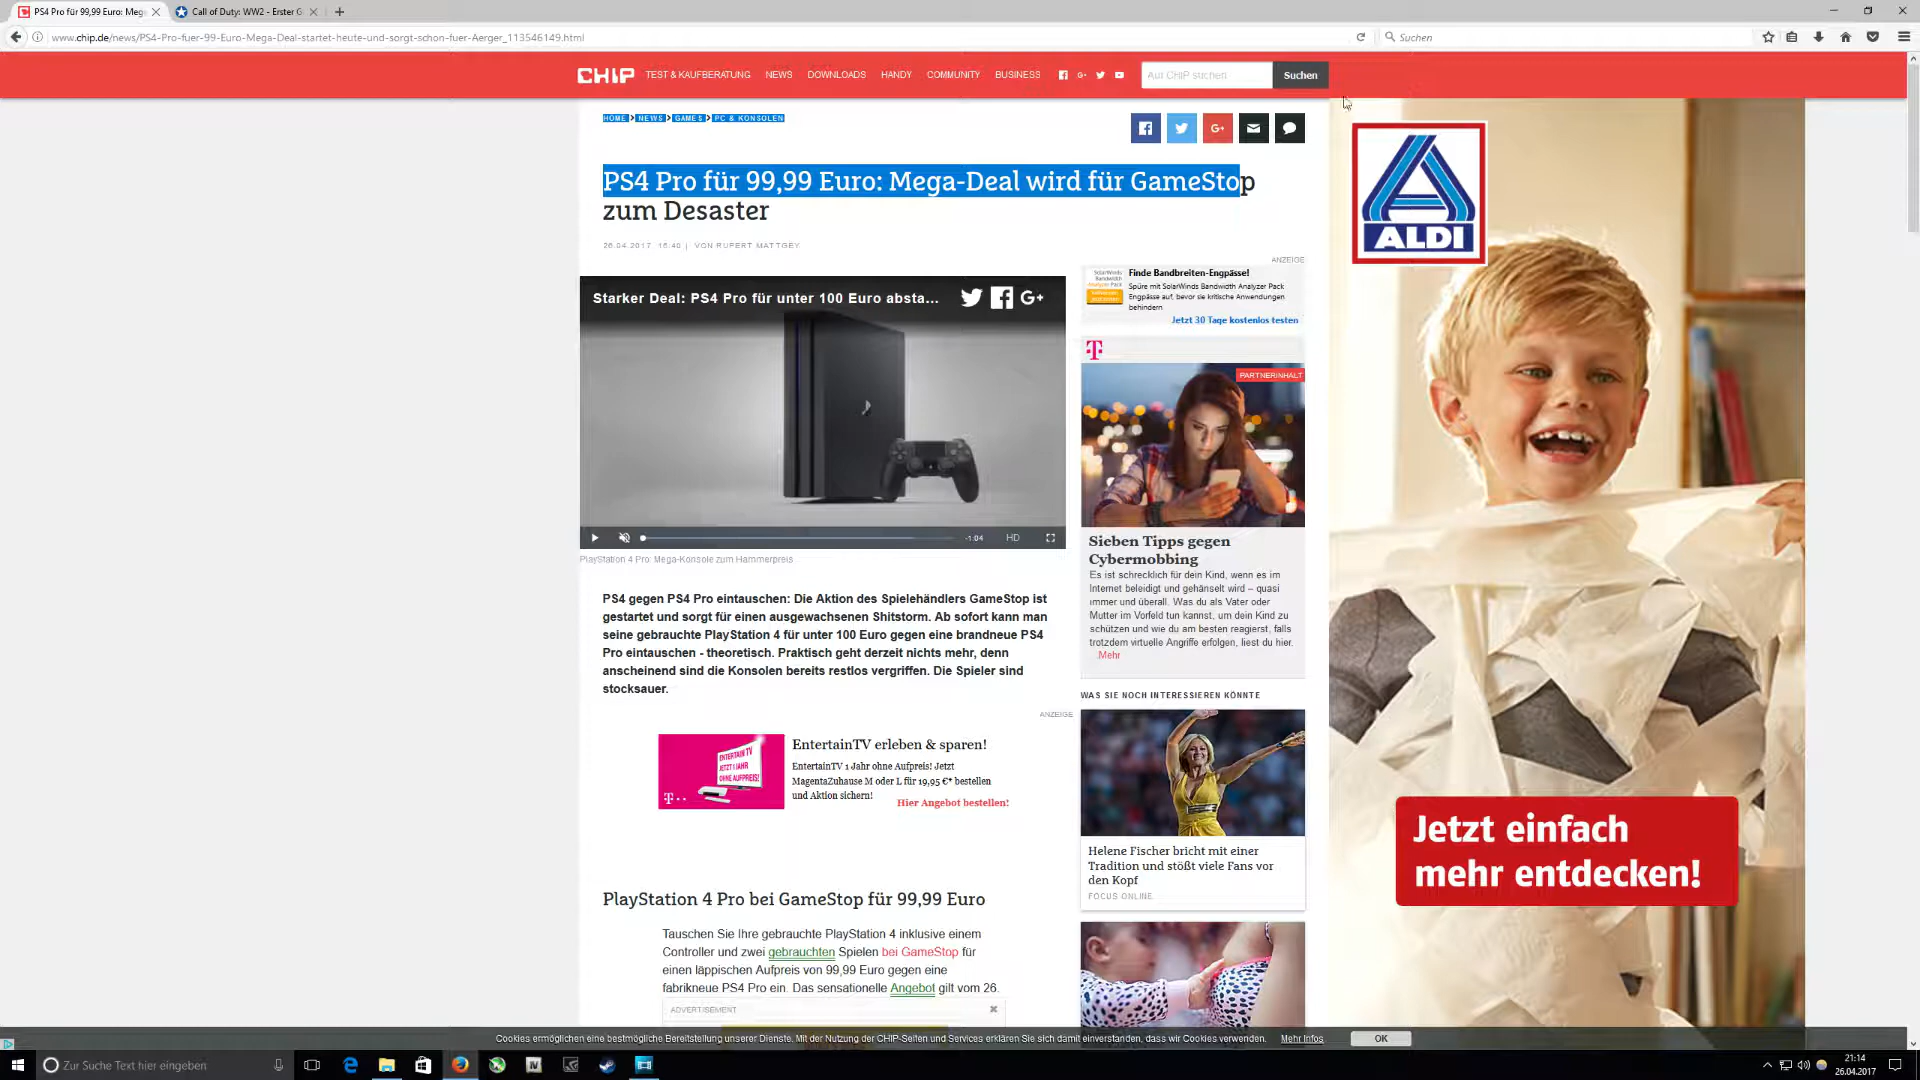 PS4 Pro für 99,99 Euro: Meg
Call of Duty: WW2 - Erster G
www.chip.de/news/PS4-Pro-fuer-99-Euro-Mega-Deal-startet-heute-und-sorgt-schon-fuer-Aerger_113546149.html
Suchen
CHIP TEST & KAUFBERATUNG NEWS DOWNLOADS HANDY COMMUNITY BUSINESS
Auf CHIP suchen
Suchen
HOME > NEWS > GAMES > PC & KONSOLEN
PS4 Pro für 99,99 Euro: Mega-Deal wird für GameStop
zum Desaster
26.04.2017 16:40 | VON RUPERT MATTGEY
Starker Deal: PS4 Pro für unter 100 Euro absta...
-1:04 HD
PlayStation 4 Pro: Mega-Konsole zum Hammerpreis
PS4 gegen PS4 Pro eintauschen: Die Aktion des Spielehändlers GameStop ist
gestartet und sorgt für einen ausgewachsenen Shitstorm. Ab sofort kann man
seine gebrauchte PlayStation 4 für unter 100 Euro gegen eine brandneue PS4
Pro eintauschen - theoretisch. Praktisch geht derzeit nichts mehr, denn
anscheinend sind die Konsolen bereits restlos vergriffen. Die Spieler sind
stocksauer.
ANZEIGE
ENTERTAIN TV
JETZT 1 JAHR
OHNE AUFPREIS!
EntertainTV erleben & sparen!
EntertainTV 1 Jahr ohne Aufpreis! Jetzt
MagentaZuhause M oder L für 19,95 €* bestellen
und Aktion sichern!
Hier Angebot bestellen!
PlayStation 4 Pro bei GameStop für 99,99 Euro
Tauschen Sie Ihre gebrauchte PlayStation 4 inklusive einem
Controller und zwei gebrauchten Spielen bei GameStop für
einen läppischen Aufpreis von 99,99 Euro gegen eine
fabrikneue PS4 Pro ein. Das sensationelle Angebot gilt vom 26.
ADVERTISEMENT
ANZEIGE
SolarWinds
Bandwidth
Analyzer Pack
Finde Bandbreiten-Engpässe!
Spüre mit SolarWinds Bandwidth Analyzer Pack
Engpässe auf, bevor sie kritische Anwendungen
behindern
Jetzt 30 Tage kostenlos testen
T
PARTNERINHALT
Sieben Tipps gegen
Cybermobbing
Es ist schrecklich für dein Kind, wenn es im
Internet beleidigt und gehänselt wird – quasi
immer und überall. Was du als Vater oder
Mutter im Vorfeld tun kannst, um dein Kind zu
schützen und wie du am besten reagierst, falls
trotzdem virtuelle Angriffe erfolgen, liest du hier.
Mehr
WAS SIE NOCH INTERESSIEREN KÖNNTE
Helene Fischer bricht mit einer
Tradition und stößt viele Fans vor
den Kopf
FOCUS ONLINE
ALDI
Jetzt einfach
mehr entdecken!
Cookies ermöglichen eine bestmögliche Bereitstellung unserer Dienste. Mit der Nutzung der CHIP-Seiten und Services erklären Sie sich damit einverstanden, dass wir Cookies verwenden. Mehr Infos OK
Zur Suche Text hier eingeben
21:14
26.04.2017